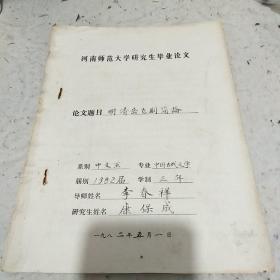 河南师范大学研究生毕业论文
论文题目 明清杂剧简论
系别 中文系 专业 中国古代文学
届别 1982届 学制 三年
导师姓名 李春祥
研究生姓名 康保成
一九八二年五月一日